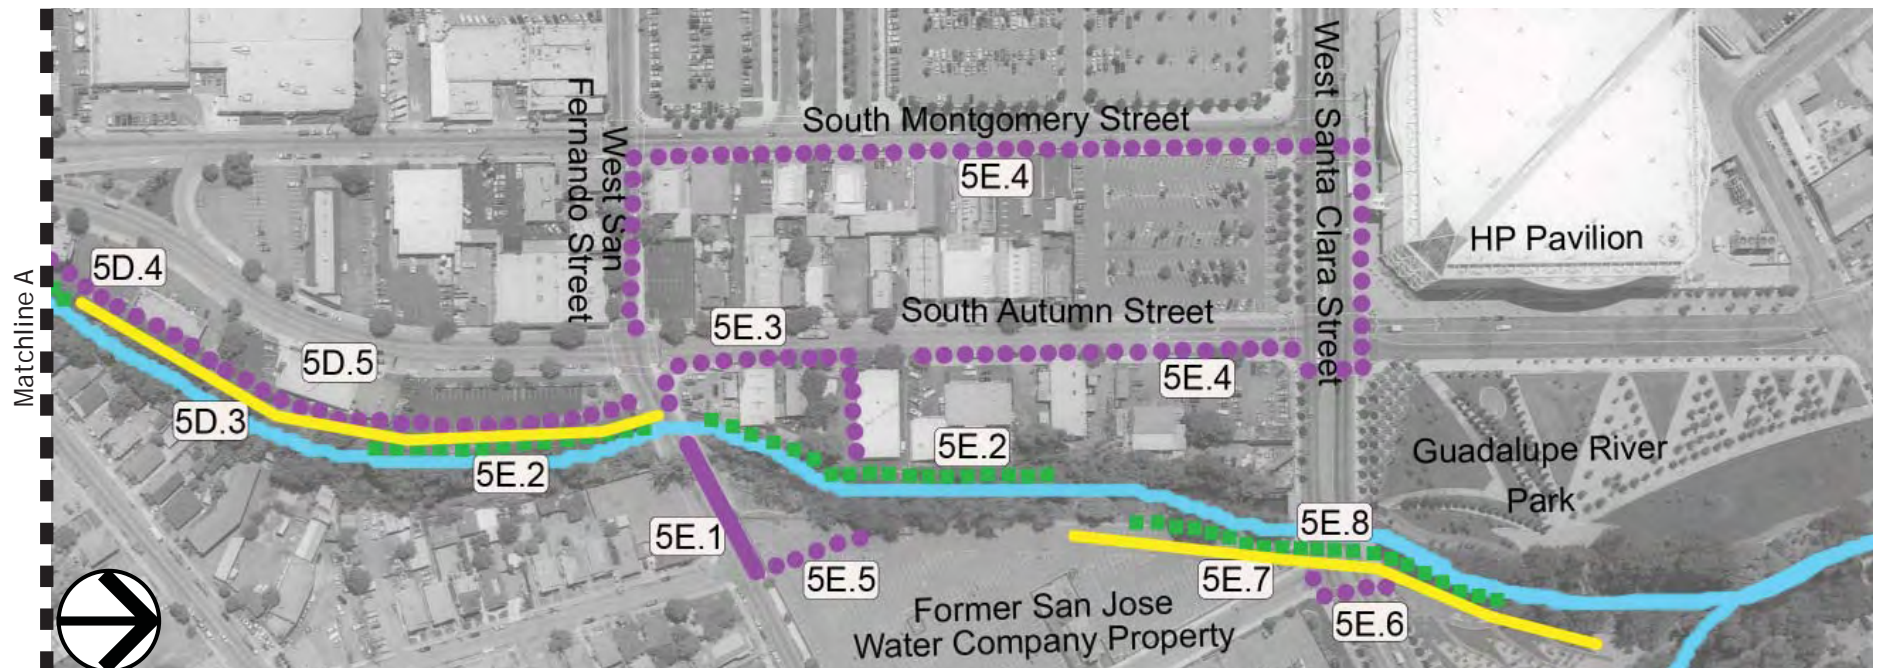 Matchline A
South Montgomery Street
West San
Fernando Street
West Santa Clara Street
5E.4
HP Pavilion
5D.4
5D.5
5E.3
South Autumn Street
5E.4
5D.3
5E.2
5E.2
Guadalupe River
Park
5E.1
5E.5
5E.8
5E.7
5E.6
Former San Jose
Water Company Property